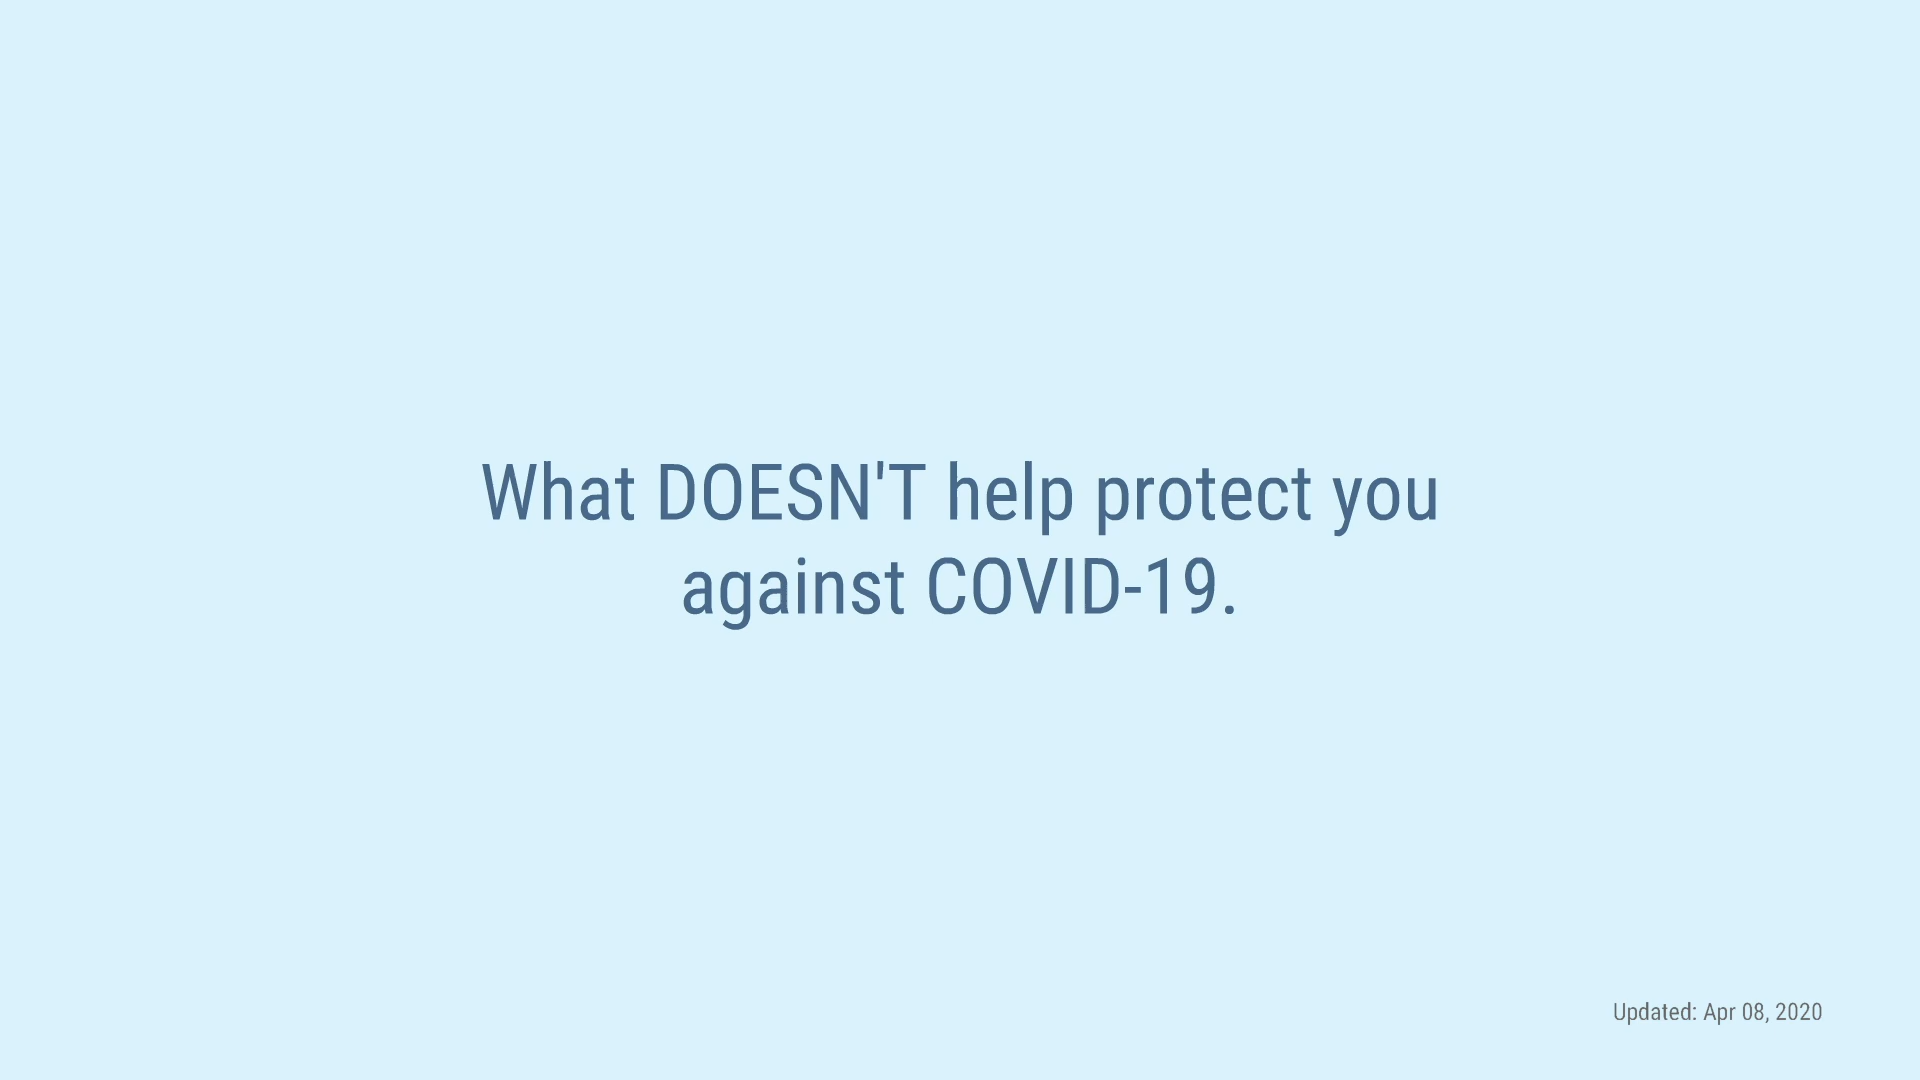 What DOESN'T help protect you
against COVID-19.
Updated: Apr 08, 2020